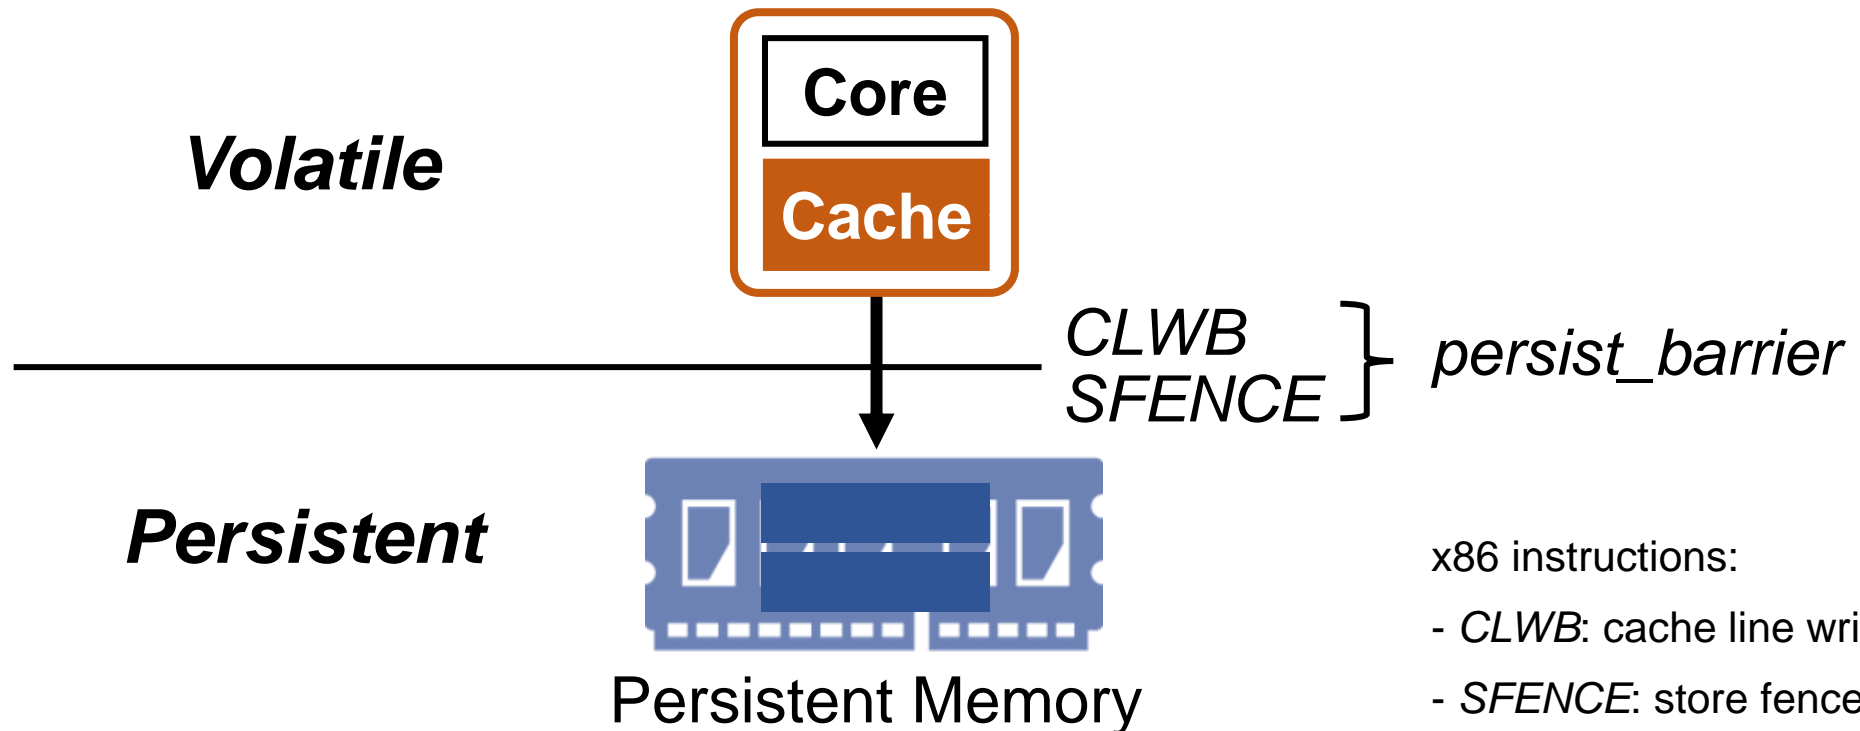 Core
Volatile
Cache
CLWB
SFENCE
persist_barrier
Persistent
x86 instructions:
- CLWB: cache line wri
- SFENCE: store fence
Persistent Memory